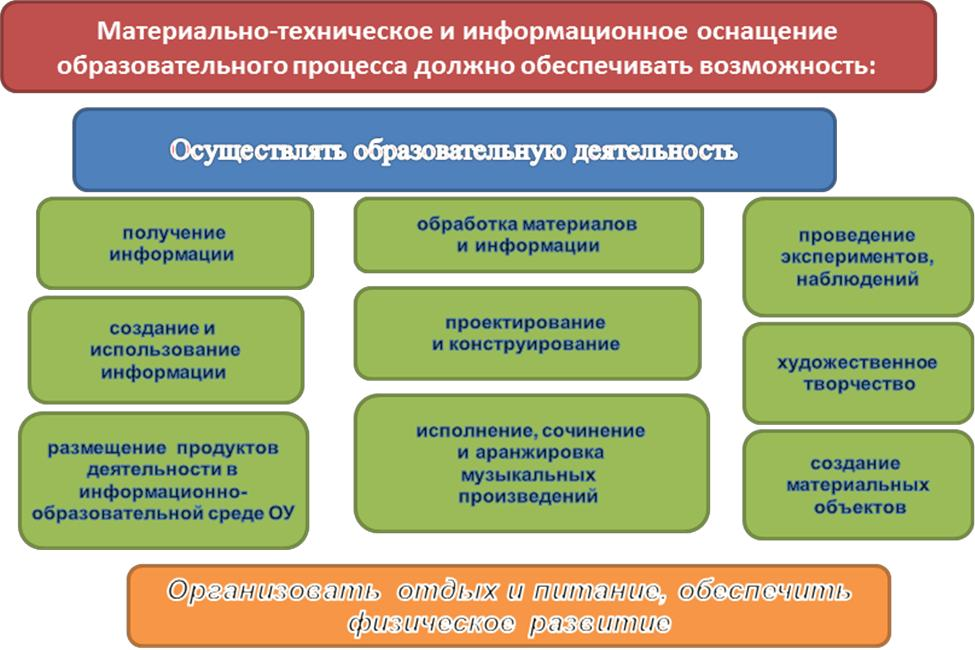 Материально-техническое и информационное оснащение
образовательного процесса должно обеспечивать возможность:
Осуществлять образовательную деятельность
получение
информации
обработка материалов
и информации
проведение
экспериментов,
наблюдений
создание и
использование
информации
проектирование
и конструирование
художественное
творчество
размещение продуктов
деятельности в
информационно-
образовательной среде ОУ
исполнение, сочинение
и аранжировка
музыкальных
произведений
создание
материальных
объектов
Организовать отдых и питание, обеспечить
физическое развитие